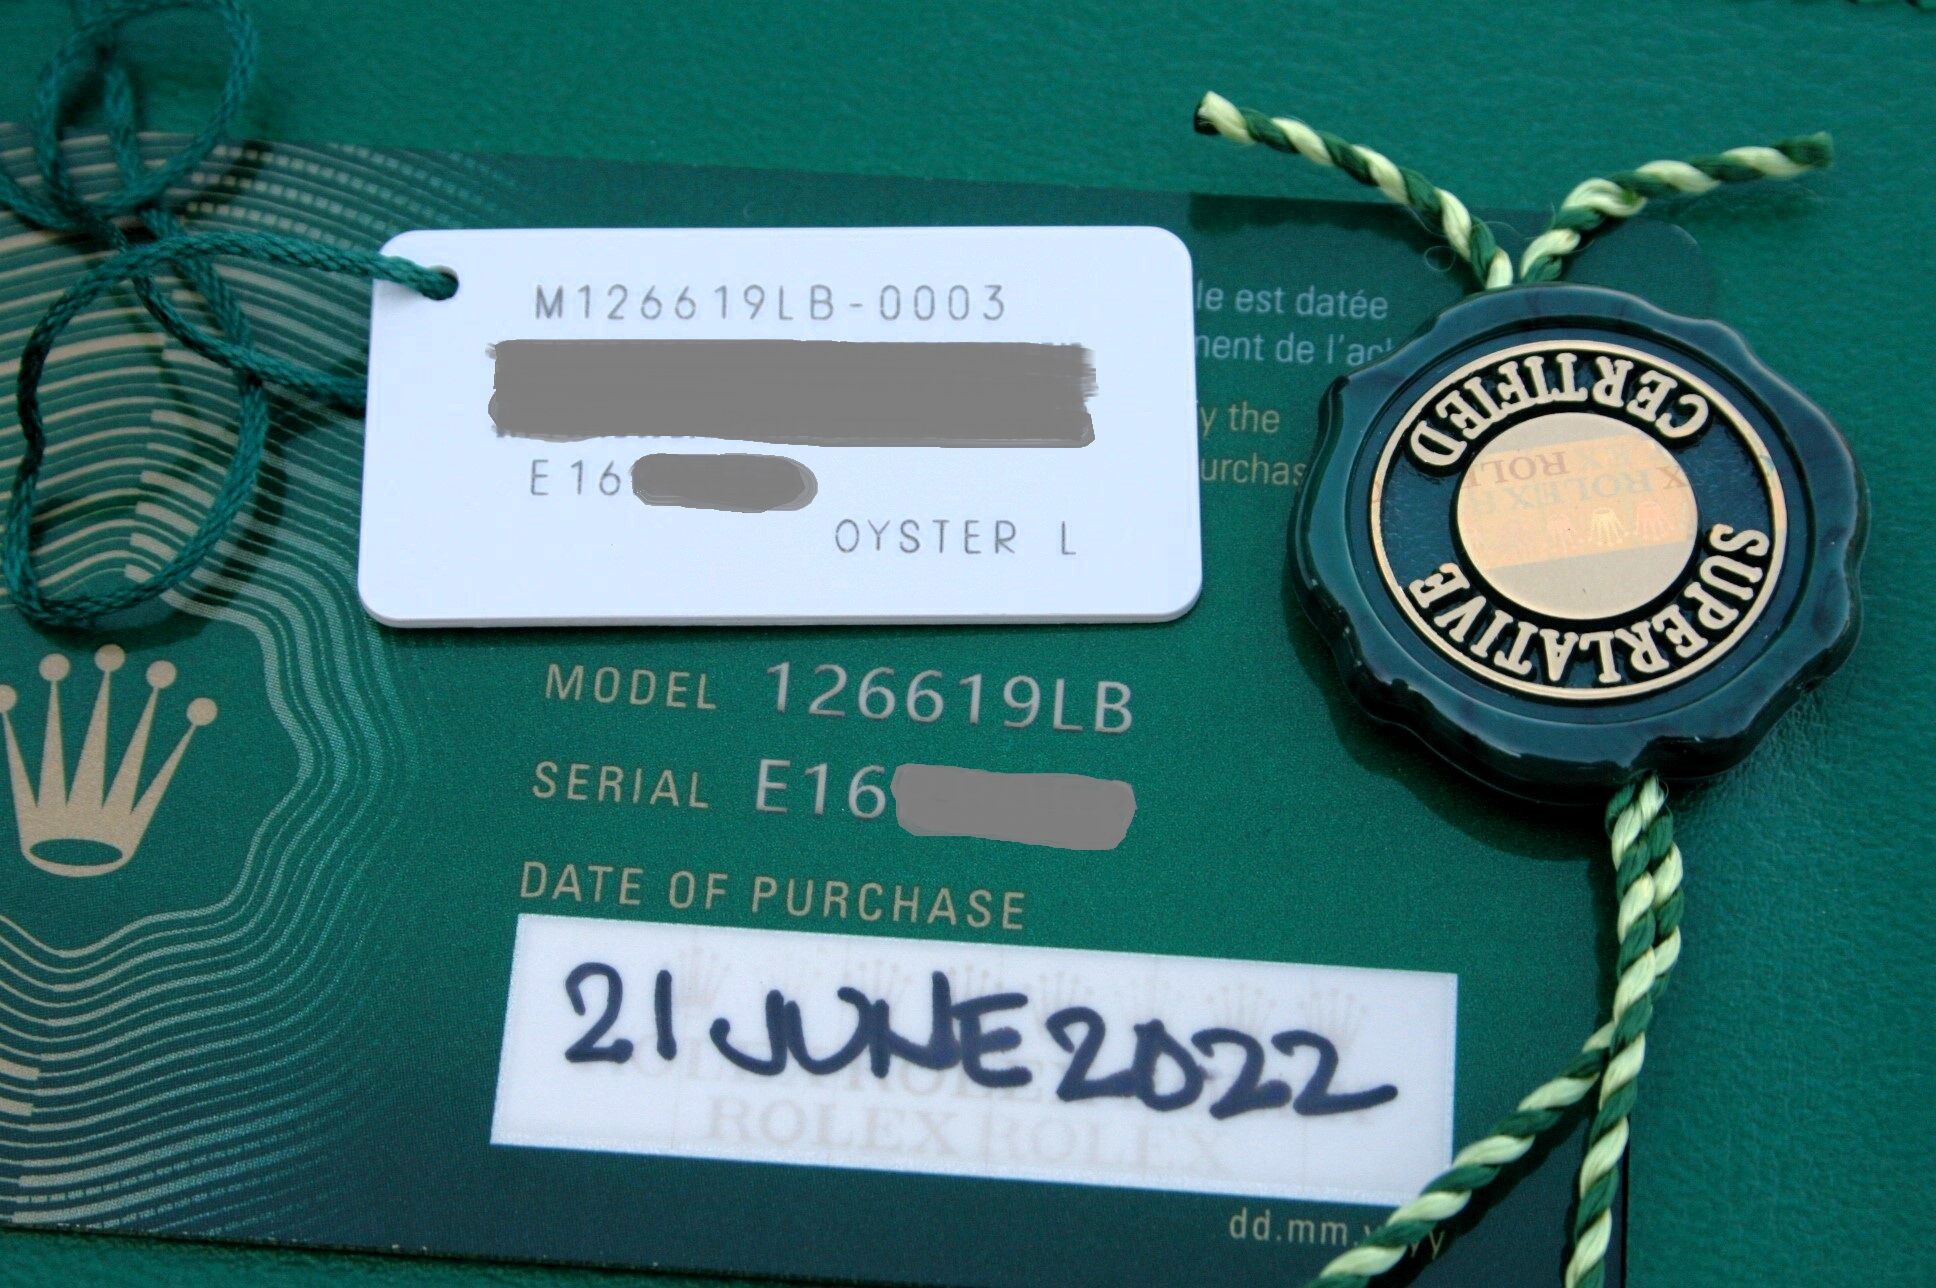 M126619LB-0003
E16
OYSTER L
le est datée
ment de l'ac
y the
urchas
CERTIFIED
SUPERLATIVE
MODEL 126619LB
SERIAL E16
DATE OF PURCHASE
21 JUNE 2022
ROLEX ROLEX
dd.mm.